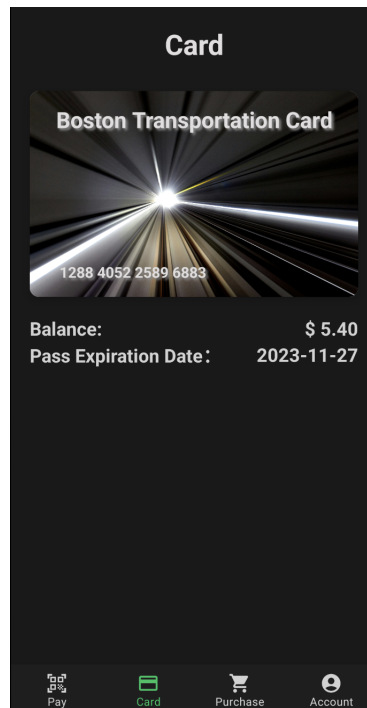 Card
Boston Transportation Card
1288 4052 2589 6883
Balance: $ 5.40
Pass Expiration Date： 2023-11-27
Pay Card Purchase Account